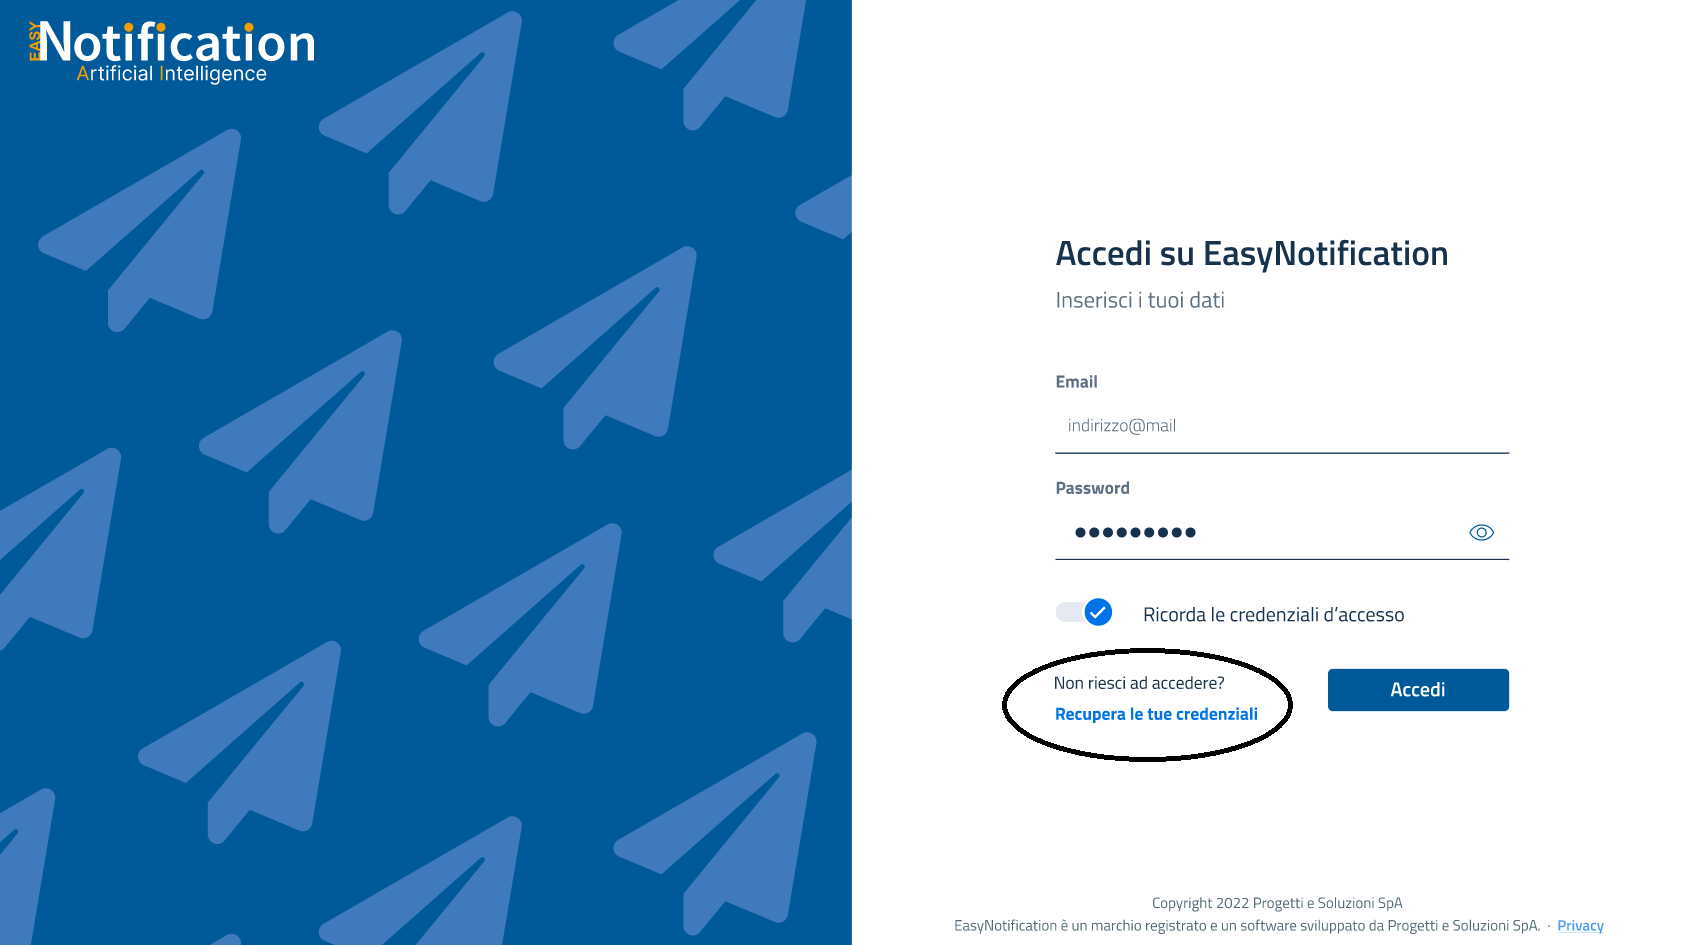 EASY
Notification
Artificial Intelligence
Accedi su EasyNotification
Inserisci i tuoi dati
Email
indirizzo@mail
Password
Ricorda le credenziali d’accesso
Non riesci ad accedere?
Recupera le tue credenziali
Accedi
Copyright 2022 Progetti e Soluzioni SpA
EasyNotification è un marchio registrato e un software sviluppato da Progetti e Soluzioni SpA. · Privacy